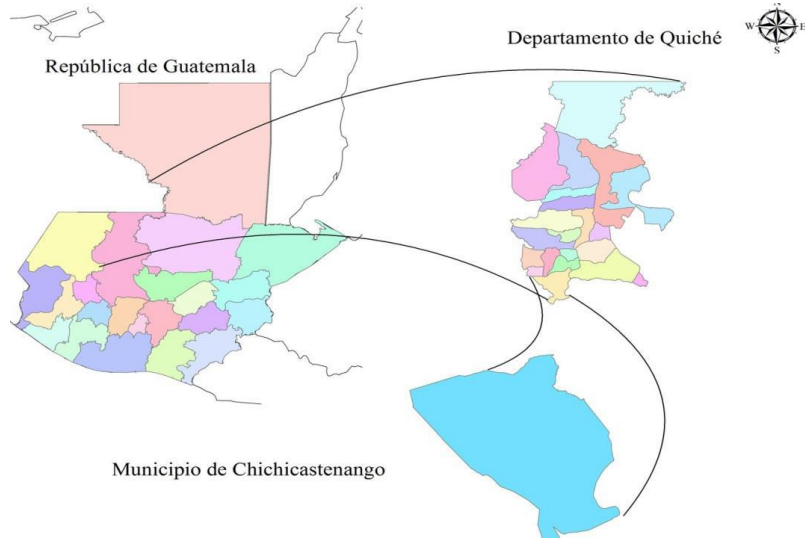 Departamento de Quiché
República de Guatemala
W
E
S
Municipio de Chichicastenango